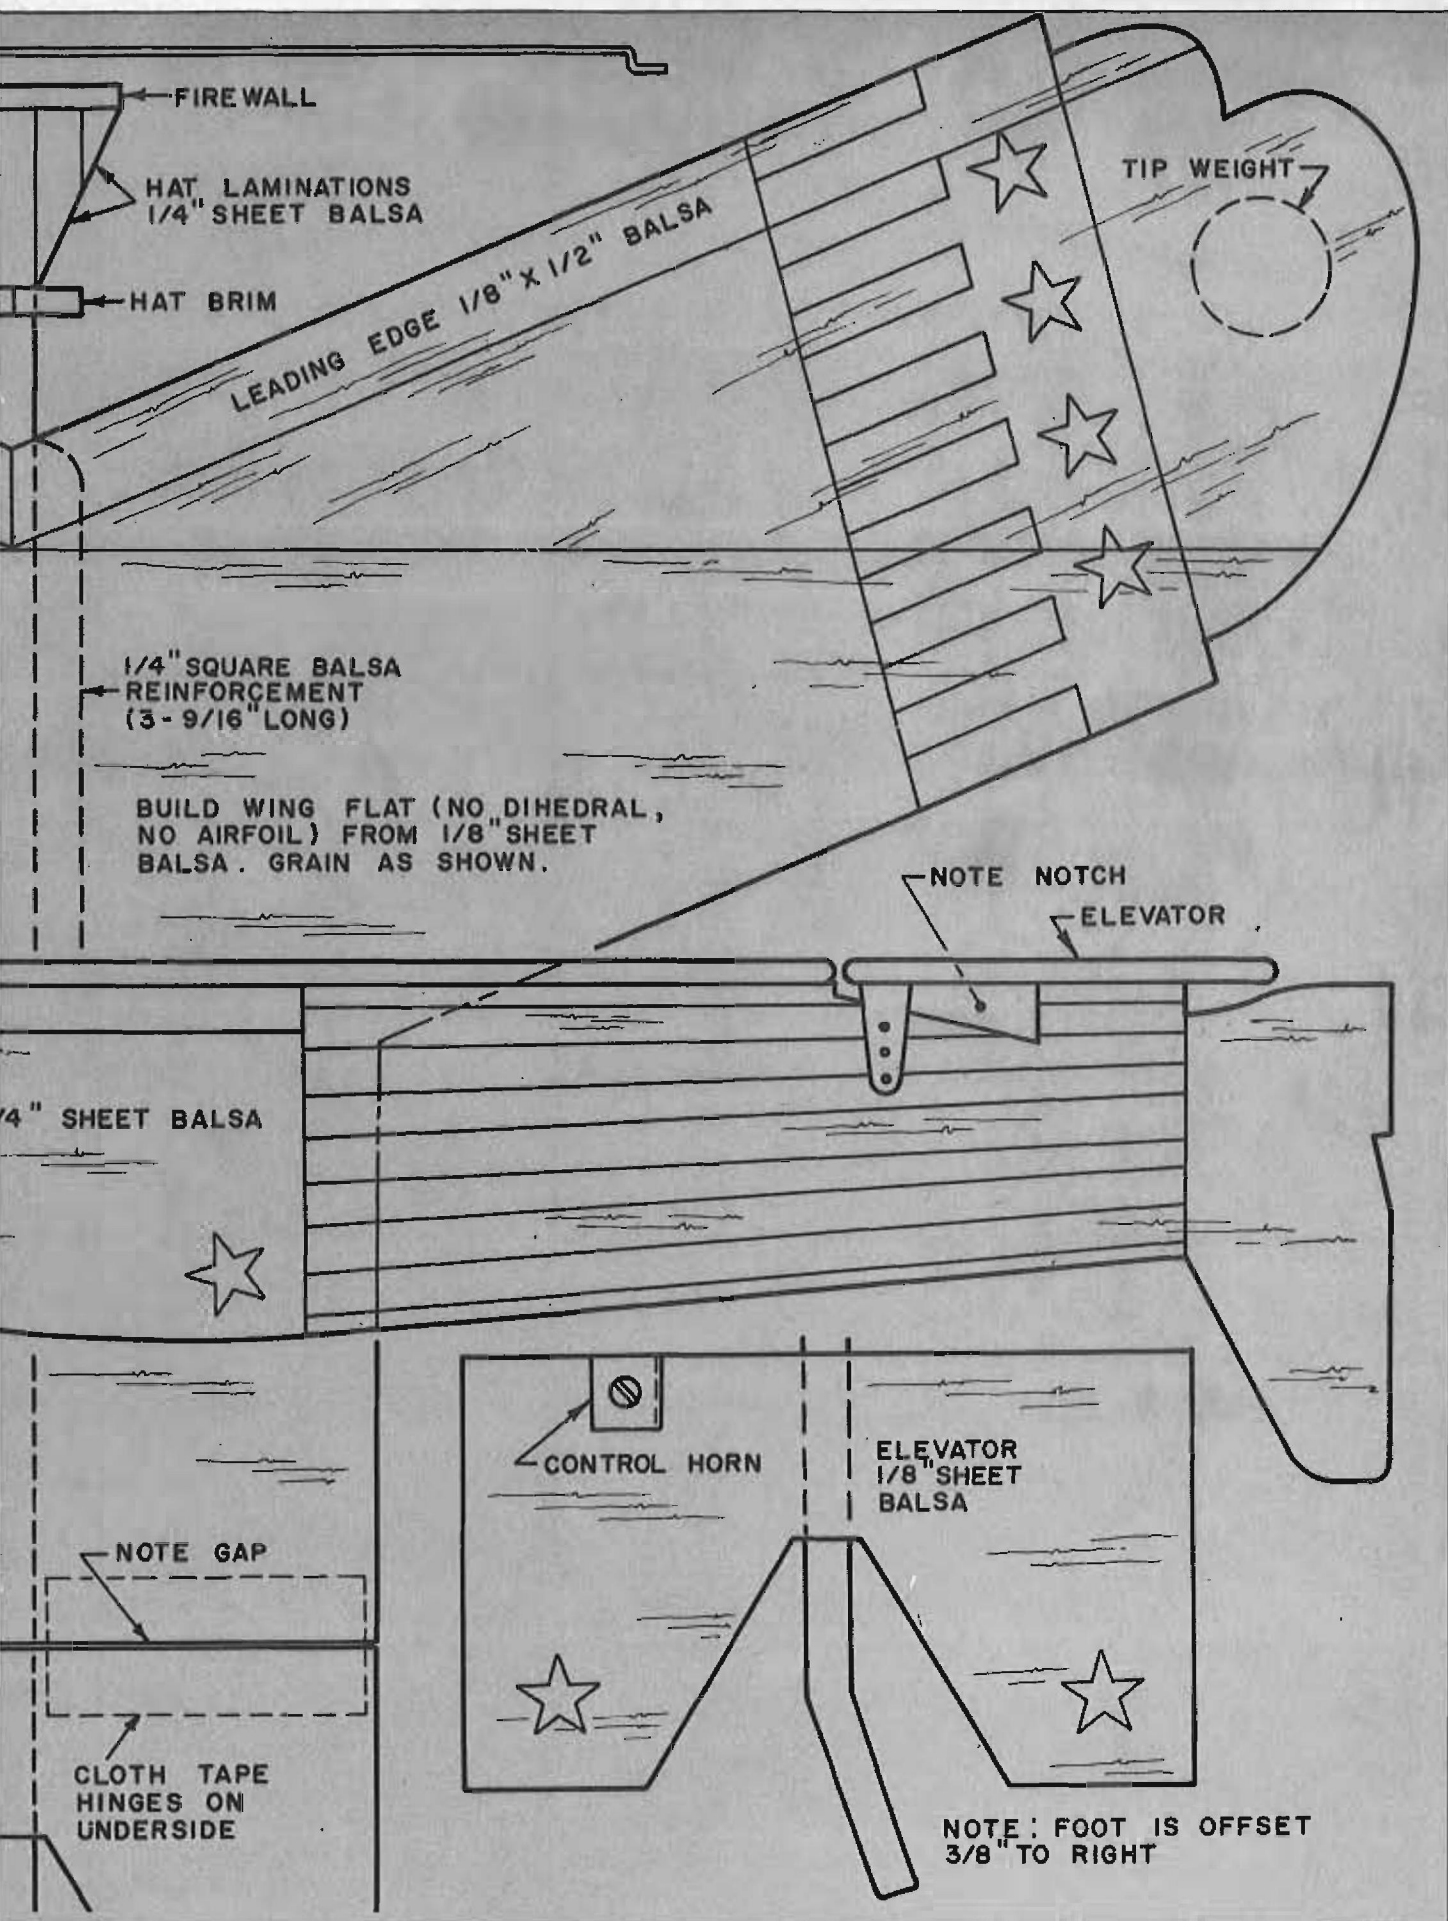 FIREWALL
HAT LAMINATIONS
1/4" SHEET BALSA
HAT BRIM
LEADING EDGE 1/8" X 1/2" BALSA
TIP WEIGHT
1/4" SQUARE BALSA
REINFORCEMENT
(3-9/16" LONG)
BUILD WING FLAT (NO DIHEDRAL,
NO AIRFOIL) FROM 1/8" SHEET
BALSA. GRAIN AS SHOWN.
NOTE NOTCH
ELEVATOR
/4" SHEET BALSA
CONTROL HORN
ELEVATOR
1/8" SHEET
BALSA
NOTE GAP
CLOTH TAPE
HINGES ON
UNDERSIDE
NOTE: FOOT IS OFFSET
3/8" TO RIGHT